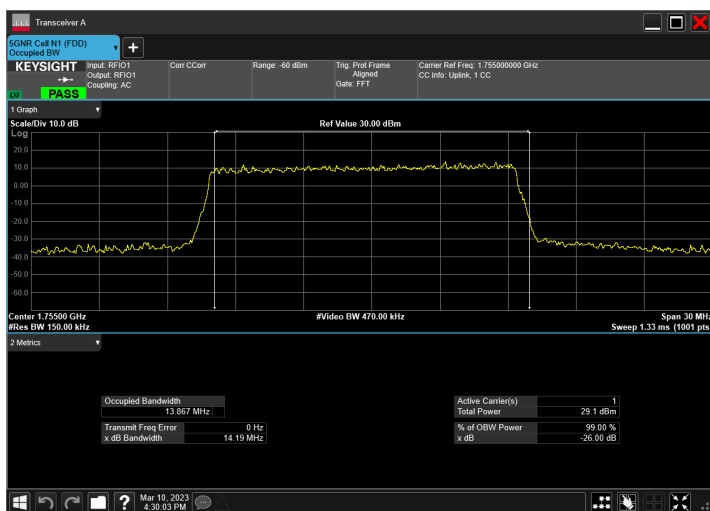 Transceiver A
5GNR Cell N1 (FDD)
Occupied BW
KEYSIGHT
LXI
PASS
Input: RFIO1
Output: RFIO1
Coupling: AC
Corr CCorr
Range: -60 dBm
Trig: Prot Frame
Aligned
Gate: FFT
Carrier Ref Freq: 1.755000000 GHz
CC Info: Uplink, 1 CC
1 Graph
Scale/Div 10.0 dB
Ref Value 30.00 dBm
Log
20.0
10.0
0.00
-10.0
-20.0
-30.0
-40.0
-50.0
-60.0
Center 1.75500 GHz
#Video BW 470.00 kHz
Span 30 MHz
#Res BW 150.00 kHz
Sweep 1.33 ms (1001 pts
2 Metrics
Occupied Bandwidth
13.867 MHz
Transmit Freq Error 0 Hz
x dB Bandwidth 14.19 MHz
Active Carrier(s) 1
Total Power 29.1 dBm
% of OBW Power 99.00 %
x dB -26.00 dB
Mar 10, 2023
4:30:03 PM